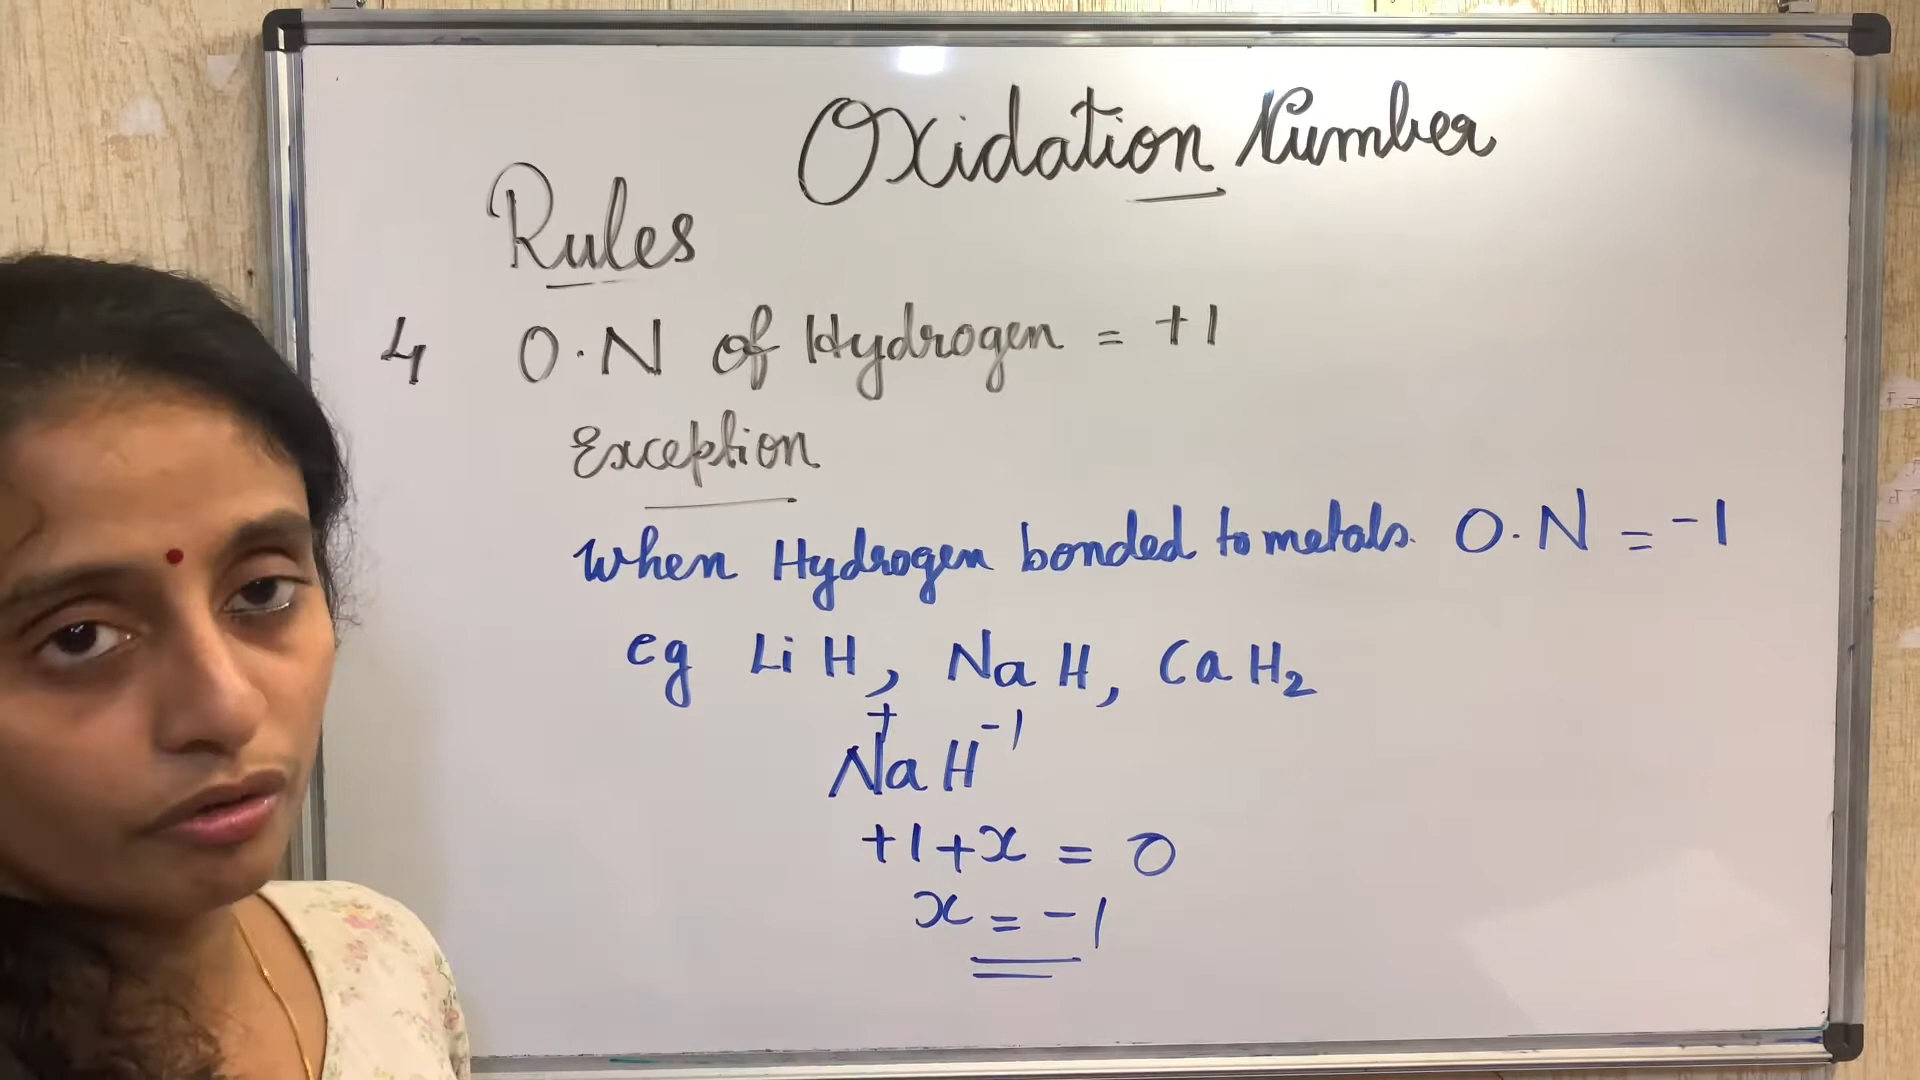 Oxidation Number
Rules
4 O.N of Hydrogen = +1
Exception
When Hydrogen bonded to metals. O.N = -1
eg LiH, NaH, CaH₂
Na⁺H⁻¹
+1+x = 0
x = -1